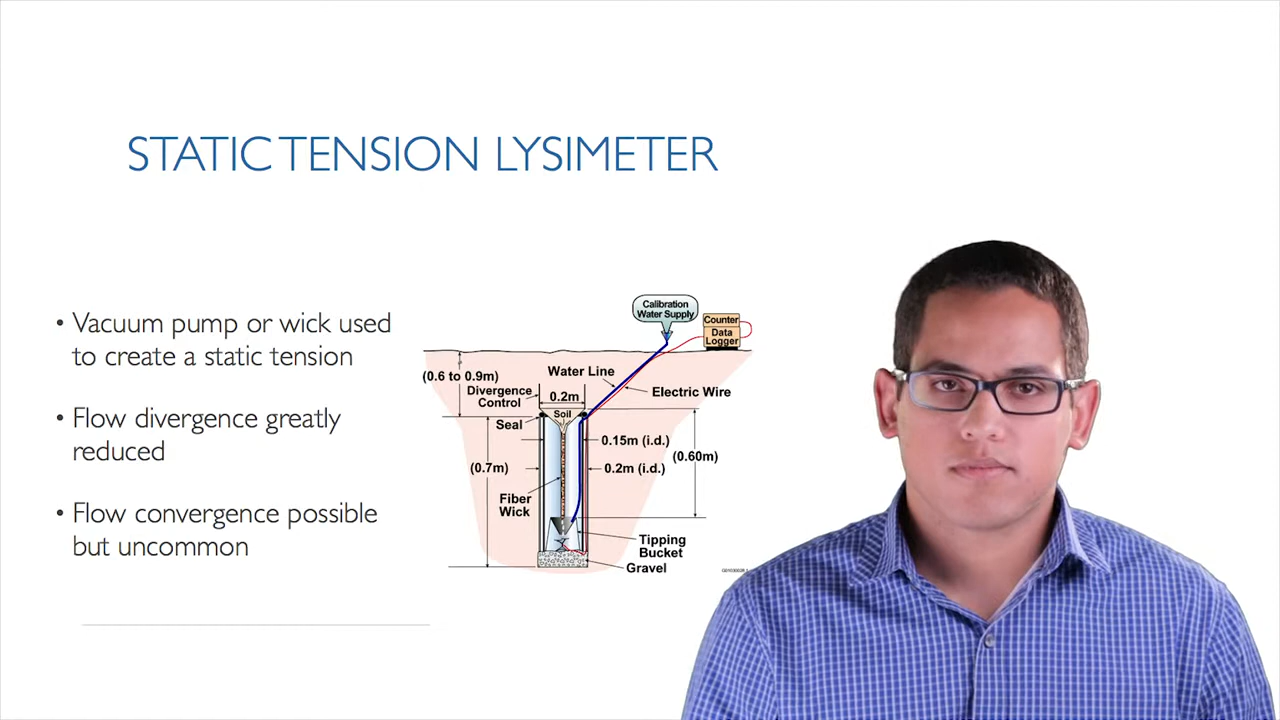 STATIC TENSION LYSIMETER
• Vacuum pump or wick used
to create a static tension
• Flow divergence greatly
reduced
• Flow convergence possible
but uncommon
Calibration
Water Supply
Counter
Data
Logger
Water Line
(0.6 to 0.9m)
Divergence
Control
0.2m
Electric Wire
Soil
Seal
0.15m (i.d.)
(0.60m)
(0.7m)
0.2m (i.d.)
Fiber
Wick
Tipping
Bucket
Gravel